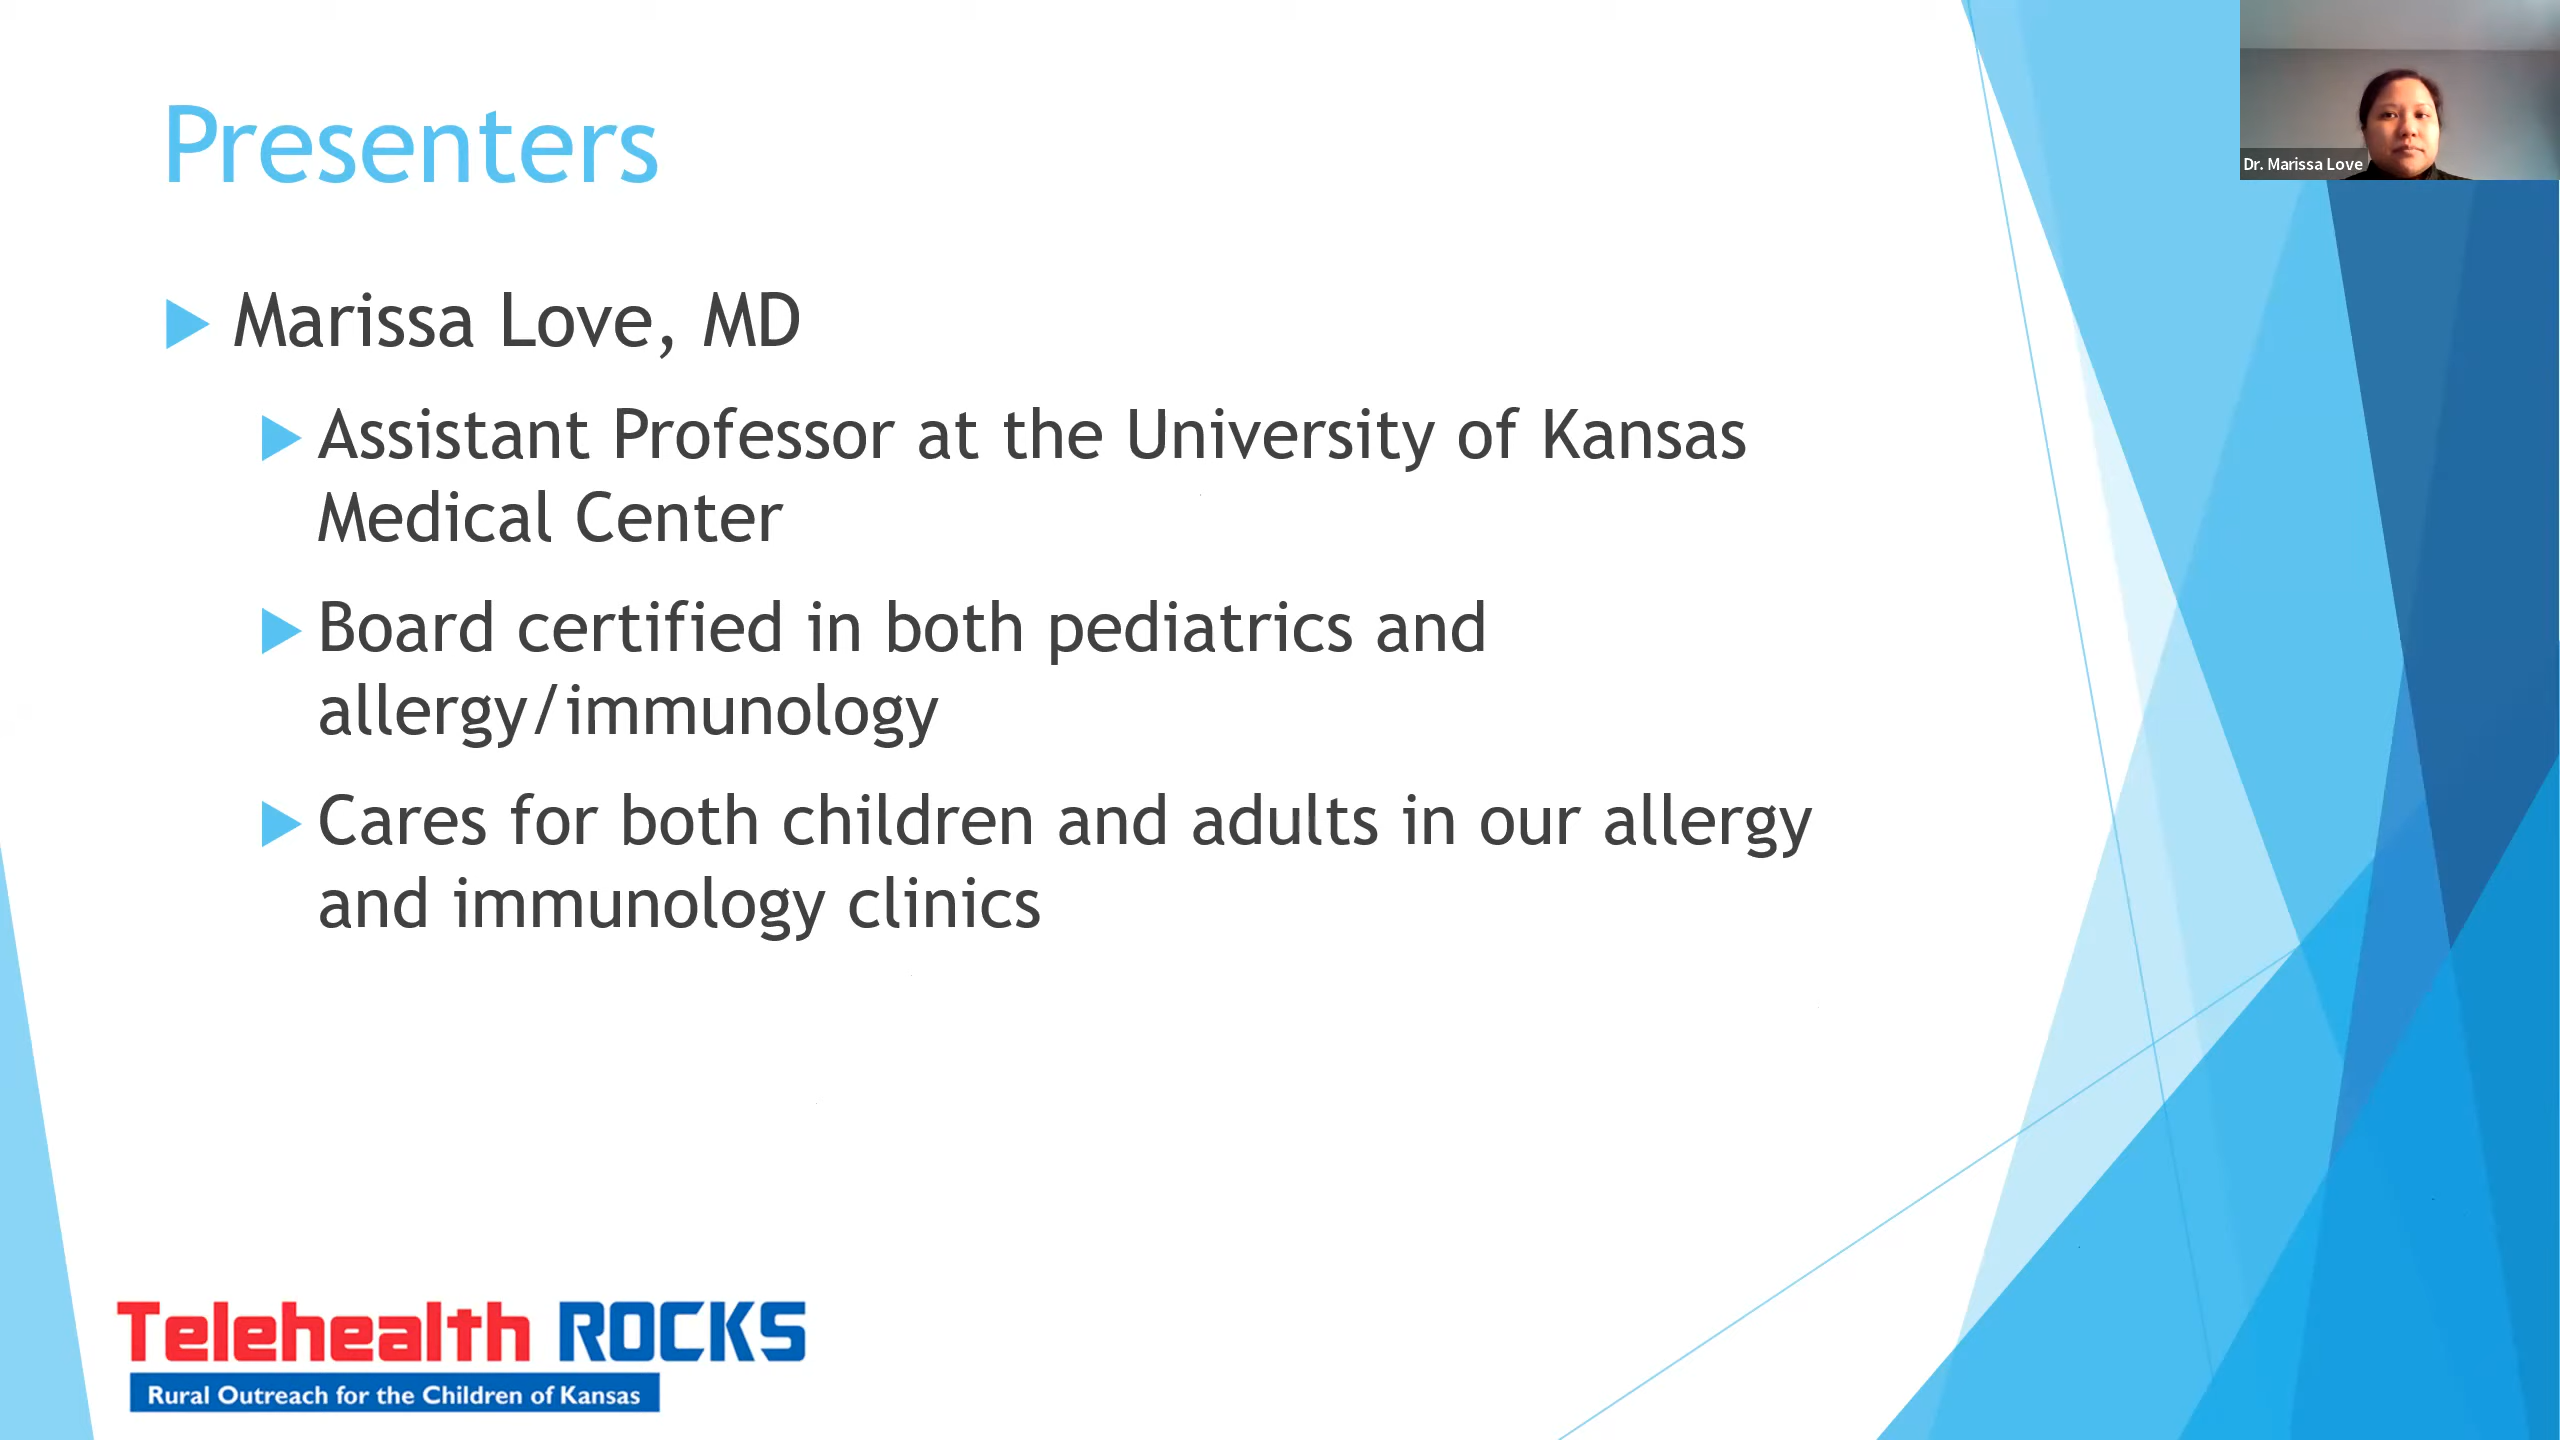 Presenters
Dr. Marissa Love
Marissa Love, MD
Assistant Professor at the University of Kansas
Medical Center
Board certified in both pediatrics and
allergy/immunology
Cares for both children and adults in our allergy
and immunology clinics
Telehealth ROCKS
Rural Outreach for the Children of Kansas